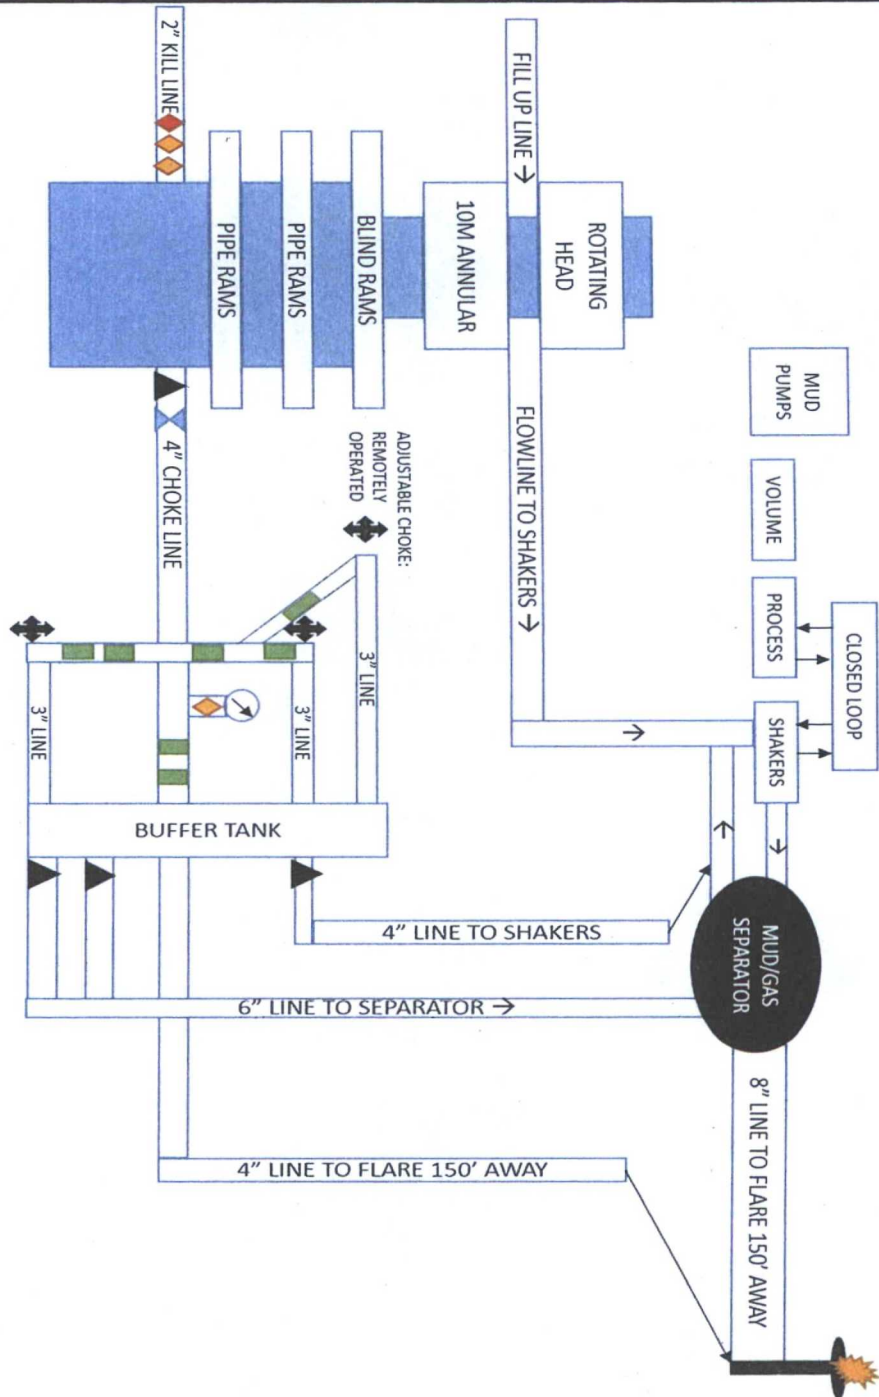 MUD
PUMPS
VOLUME
PROCESS
CLOSED LOOP
SHAKERS
FILL UP LINE →
ROTATING
HEAD
10M ANNULAR
FLOWLINE TO SHAKERS →
BLIND RAMS
PIPE RAMS
PIPE RAMS
2" KILL LINE
4" CHOKE LINE
ADJUSTABLE CHOKE:
REMOTELY
OPERATED
3" LINE
3" LINE
3" LINE
BUFFER TANK
4" LINE TO SHAKERS
6" LINE TO SEPARATOR →
MUD/GAS
SEPARATOR
8" LINE TO FLARE 150' AWAY
4" LINE TO FLARE 150' AWAY